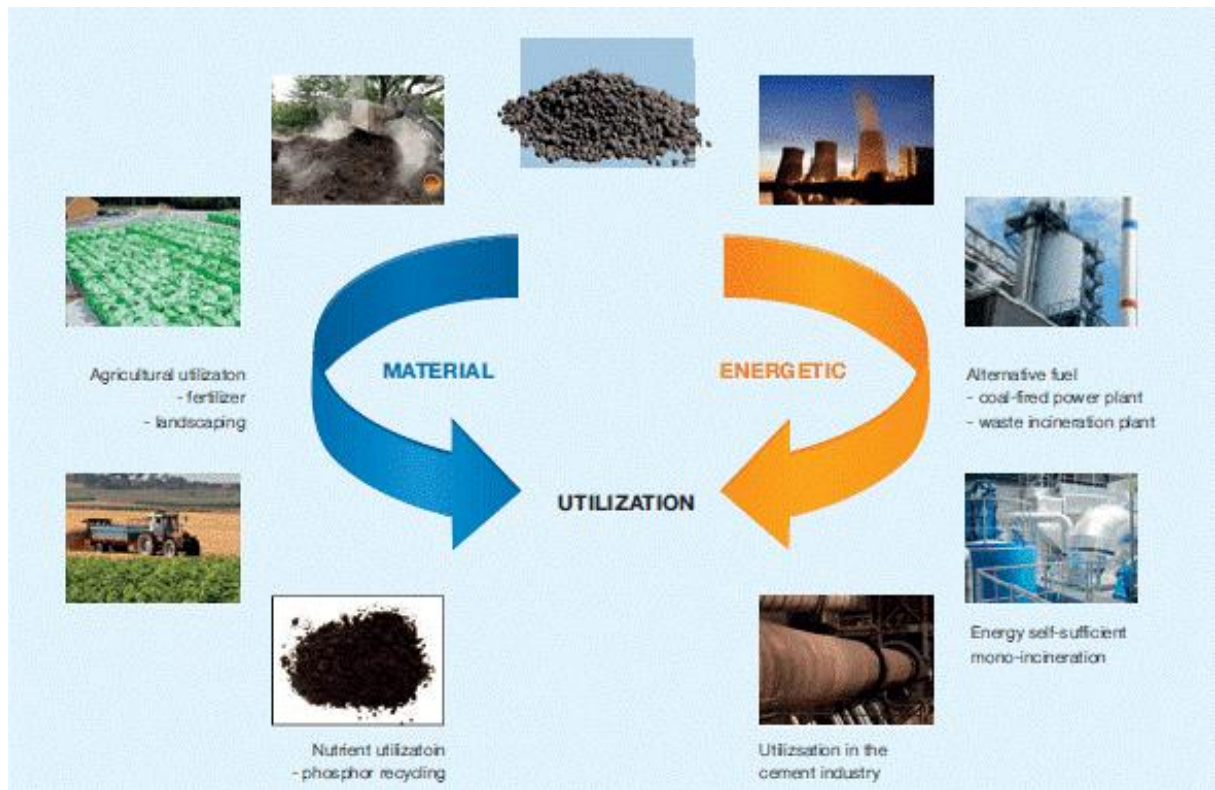 MATERIAL
ENERGETIC
Agricultural utilizaton
- fertilizer
- landscaping
Alternative fuel
- coal-fired power plant
- waste incineration plant
UTILIZATION
Energy self-sufficient
mono-incineration
Nutrient utilizatoin
- phosphor recycling
Utilizsation in the
cement industry